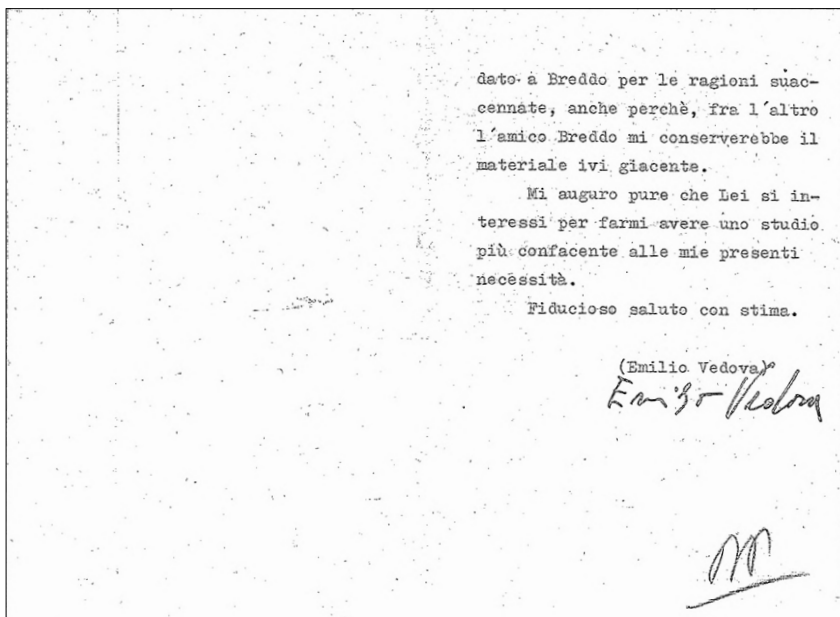 dato a Breddo per le ragioni suac-
cennate, anche perchè, fra l'altro
l'amico Breddo mi conserverebbe il
materiale ivi giacente.
Mi auguro pure che Lei si in-
teressi per farmi avere uno studio
più confacente alle mie presenti
necessità.
Fiducioso saluto con stima.
(Emilio Vedova)
Emilio Vedova